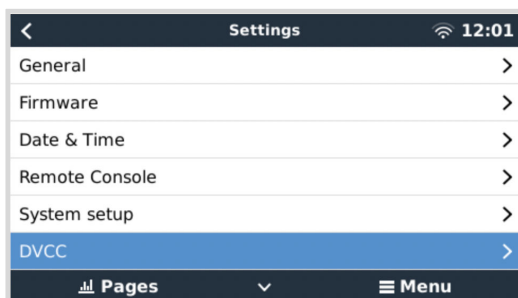 Settings 12:01
General
Firmware
Date & Time
Remote Console
System setup
DVCC
Pages Menu